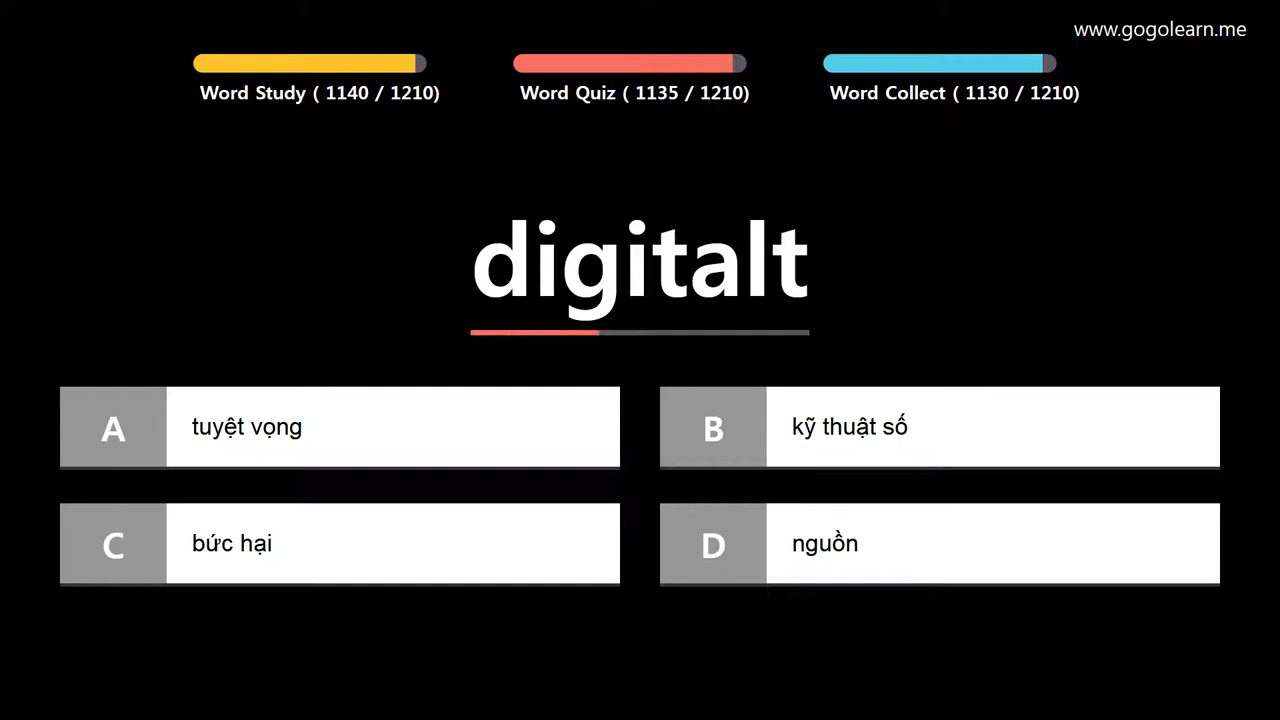 www.gogolearn.me
Word Study ( 1140 / 1210)
Word Quiz ( 1135 / 1210)
Word Collect ( 1130 / 1210)
digitalt
A
tuyệt vọng
B
kỹ thuật số
C
bức hại
D
nguồn